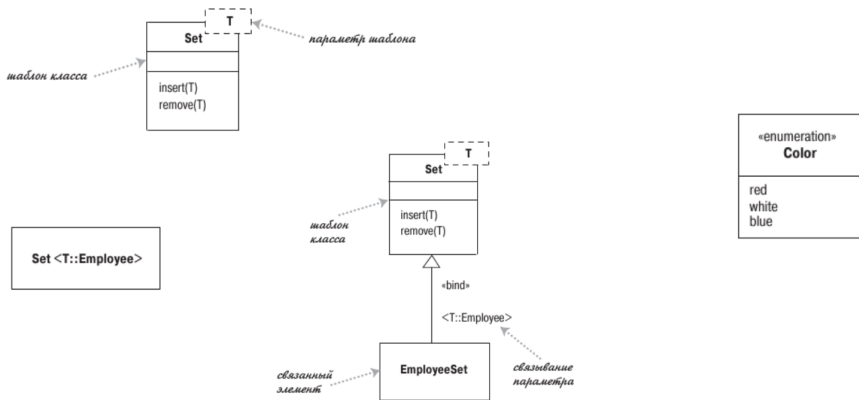 T
Set
параметр шаблона
шаблон класса
insert(T)
remove(T)
T
Set
шаблон
класса
insert(T)
remove(T)
«enumeration»
Color
red
white
blue
Set <T::Employee>
«bind»
<T::Employee>
EmployeeSet
связанный
элемент
связывание
параметра